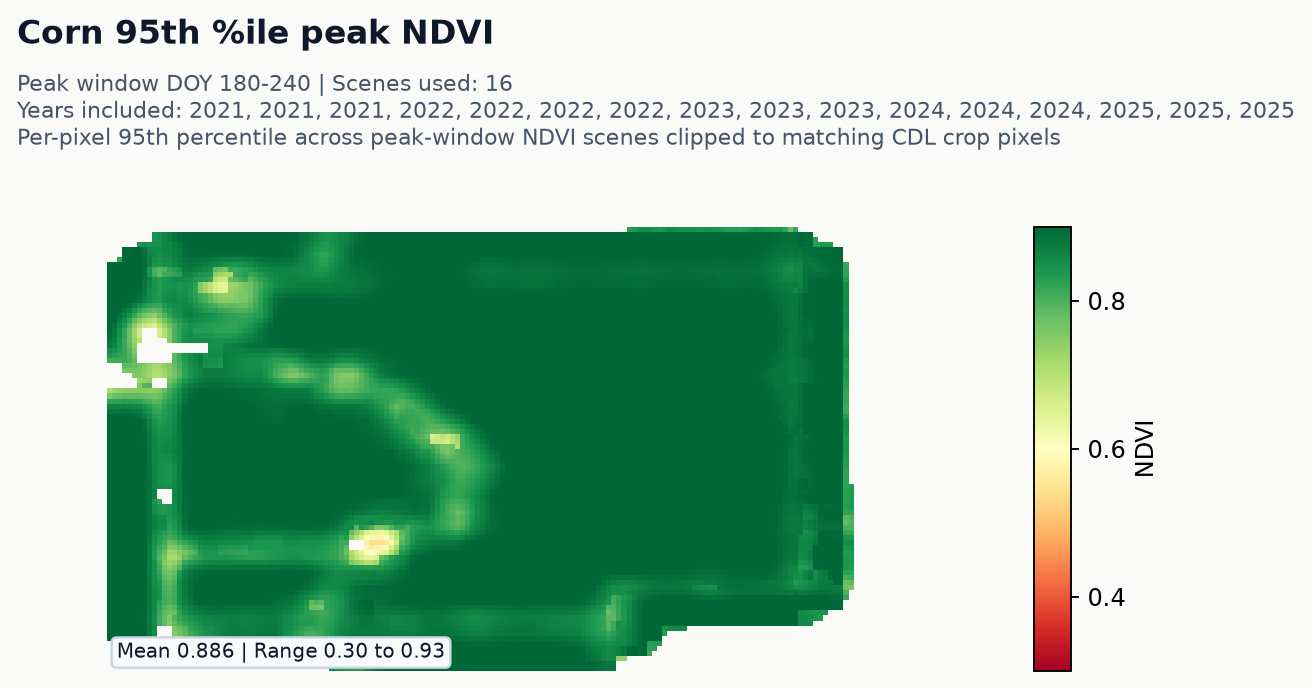 Corn 95th %ile peak NDVI
Peak window DOY 180-240 | Scenes used: 16
Years included: 2021, 2021, 2021, 2022, 2022, 2022, 2022, 2023, 2023, 2023, 2024, 2024, 2024, 2025, 2025, 2025
Per-pixel 95th percentile across peak-window NDVI scenes clipped to matching CDL crop pixels
0.8
0.6
0.4
NDVI
Mean 0.886 | Range 0.30 to 0.93